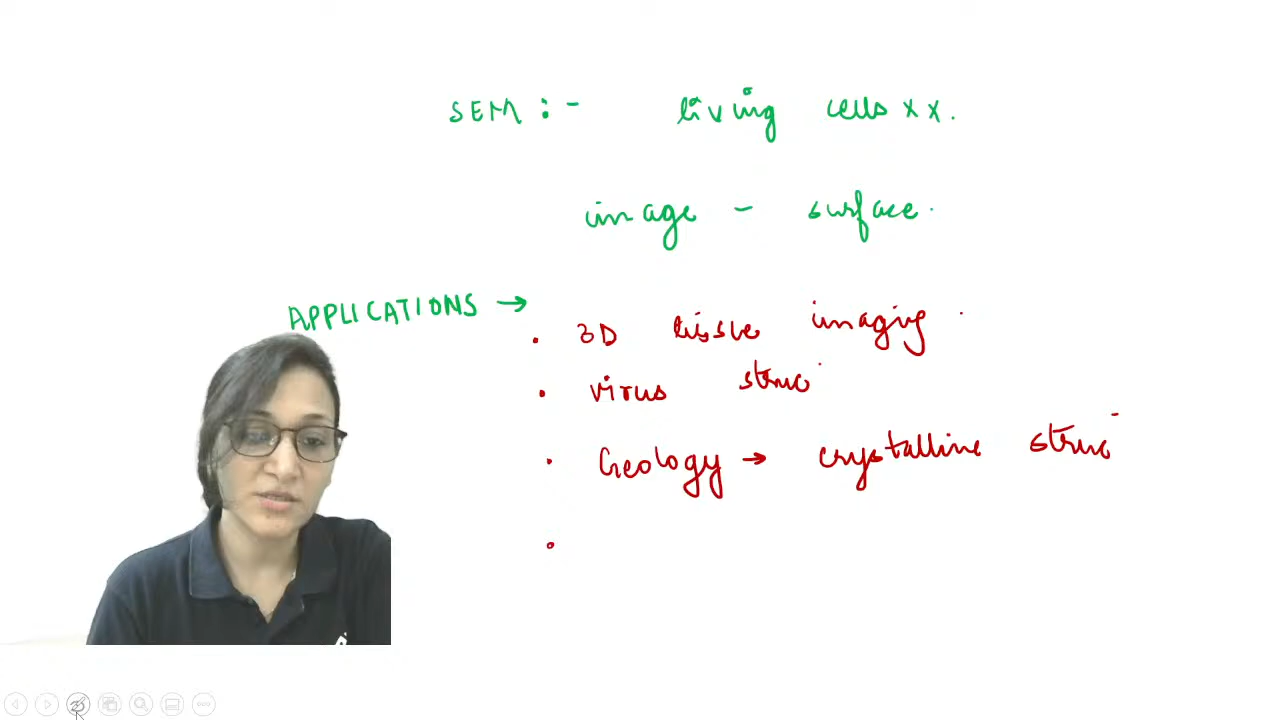 SEM :- living cells x x.
image - surface.
APPLICATIONS →
• 3D tissue imaging.
• virus struc
• Geology → crystalline struc
•